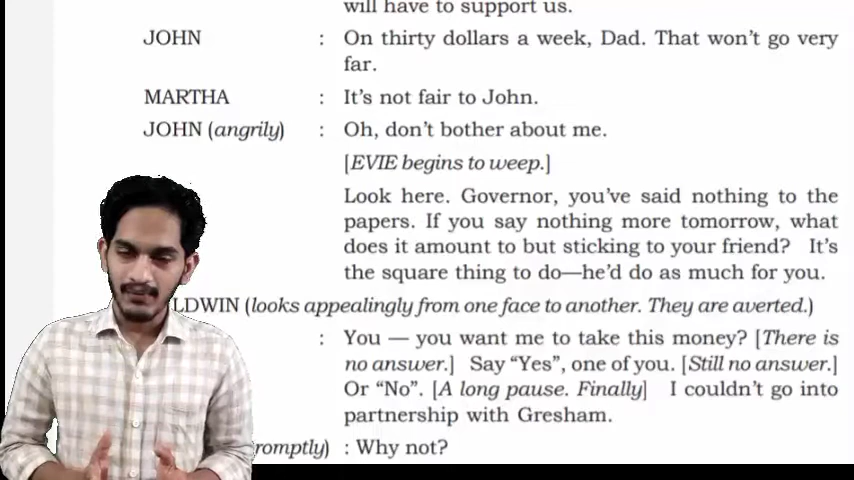 will have to support us.
JOHN : On thirty dollars a week, Dad. That won't go very
far.
MARTHA : It's not fair to John.
JOHN (angrily) : Oh, don't bother about me.
[EVIE begins to weep.]
Look here. Governor, you've said nothing to the
papers. If you say nothing more tomorrow, what
does it amount to but sticking to your friend? It's
the square thing to do—he'd do as much for you.
LDWIN (looks appealingly from one face to another. They are averted.)
: You — you want me to take this money? [There is
no answer.] Say "Yes", one of you. [Still no answer.]
Or "No". [A long pause. Finally] I couldn't go into
partnership with Gresham.
romptly) : Why not?